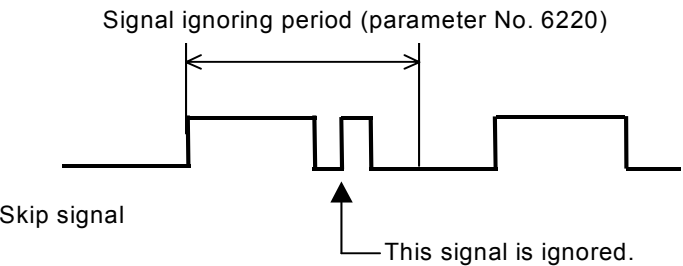 Signal ignoring period (parameter No. 6220)
Skip signal
This signal is ignored.